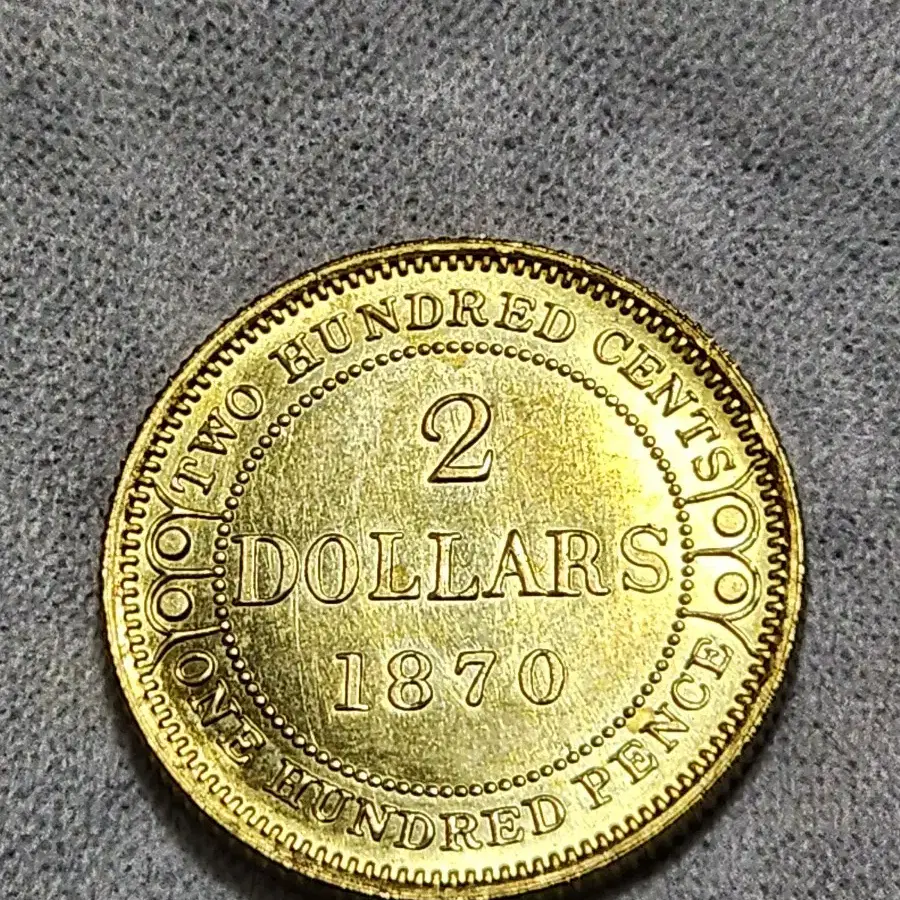 TWO HUNDRED CENTS
2
DOLLARS
1870
ONE HUNDRED PENCE